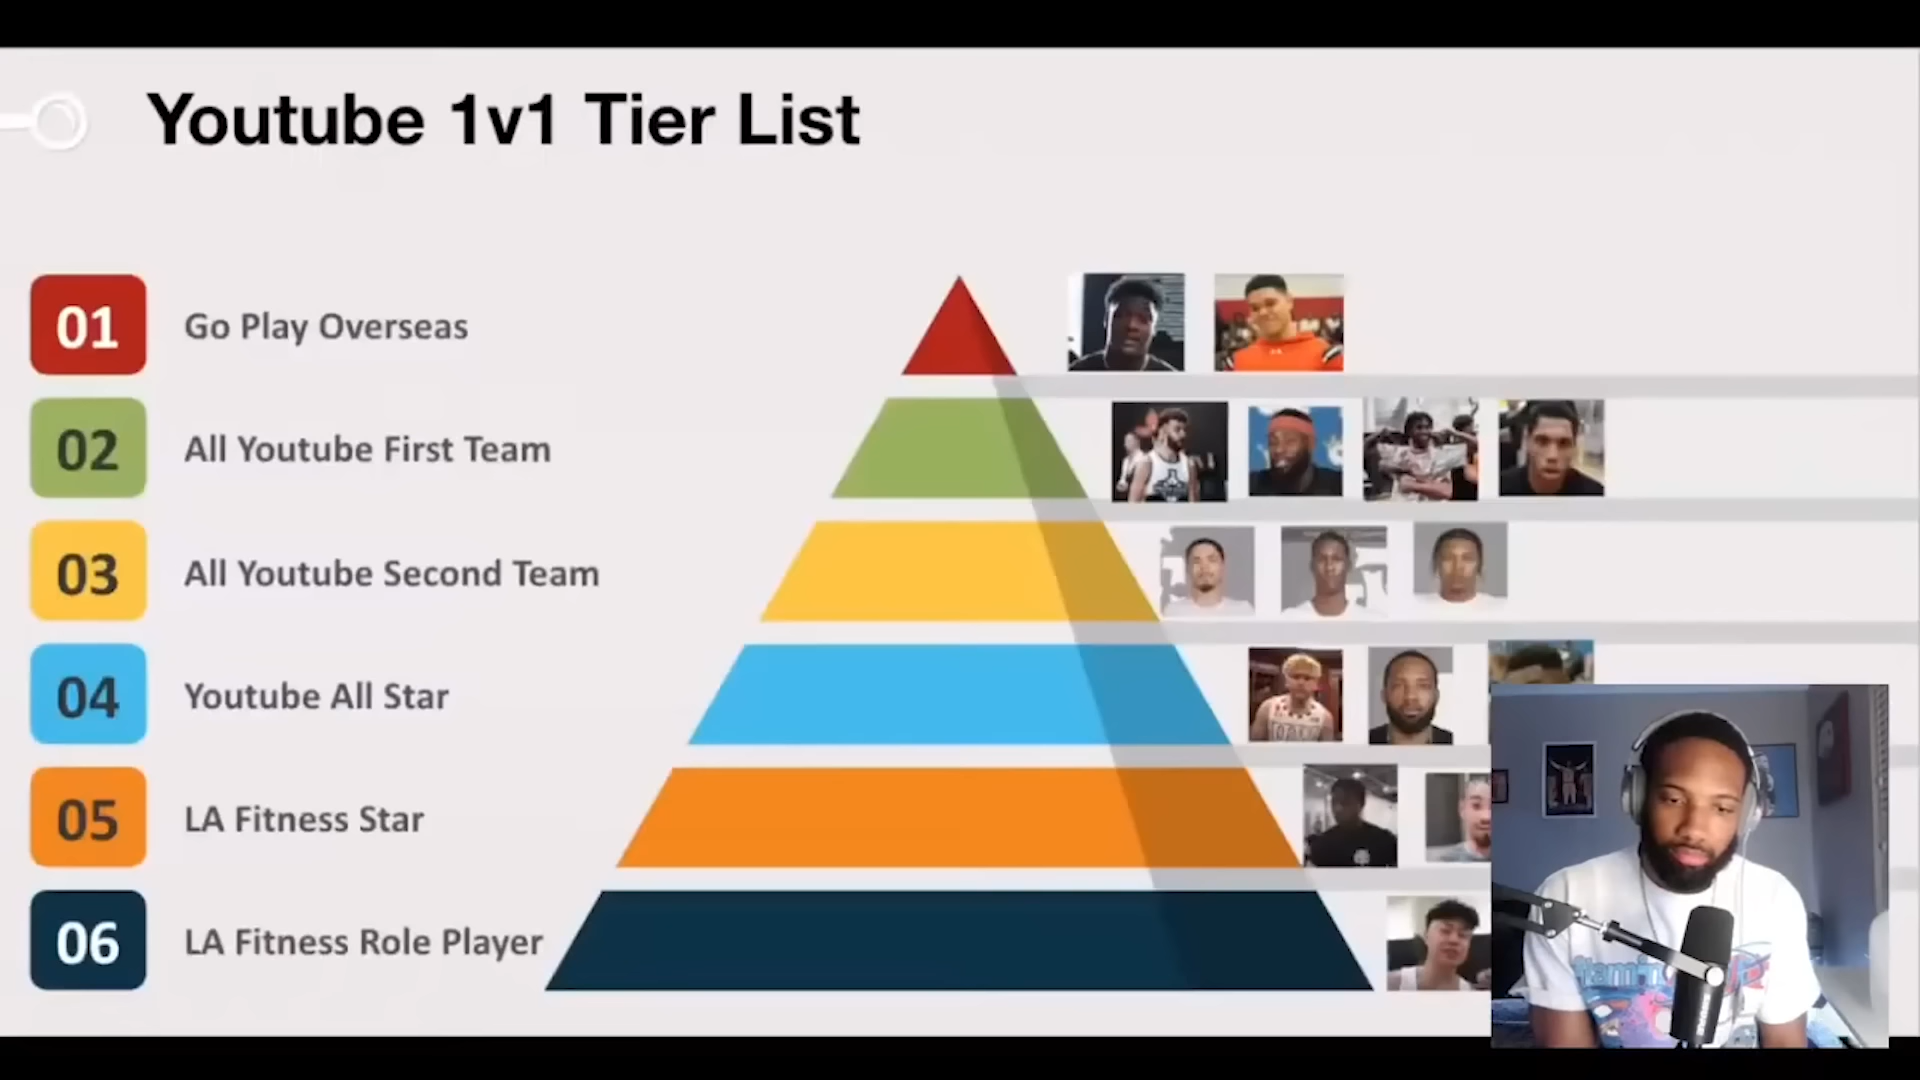 Youtube 1v1 Tier List
01
Go Play Overseas
02
All Youtube First Team
03
All Youtube Second Team
04
Youtube All Star
05
LA Fitness Star
06
LA Fitness Role Player